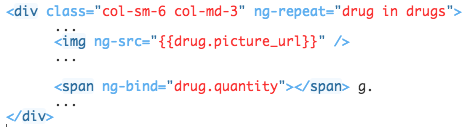 <div class="col-sm-6 col-md-3" ng-repeat="drug in drugs">
...
<img ng-src="{{drug.picture_url}}" />
...
<span ng-bind="drug.quantity"></span> g.
...
</div>